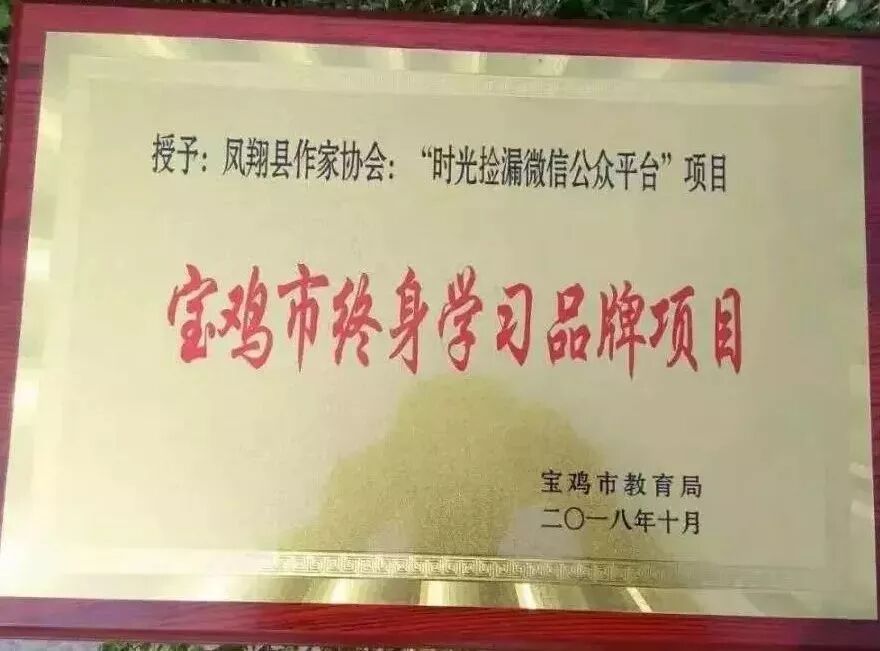 授予：凤翔县作家协会：“时光捡漏微信公众平台”项目
宝鸡市终身学习品牌项目
宝鸡市教育局
二〇一八年十月